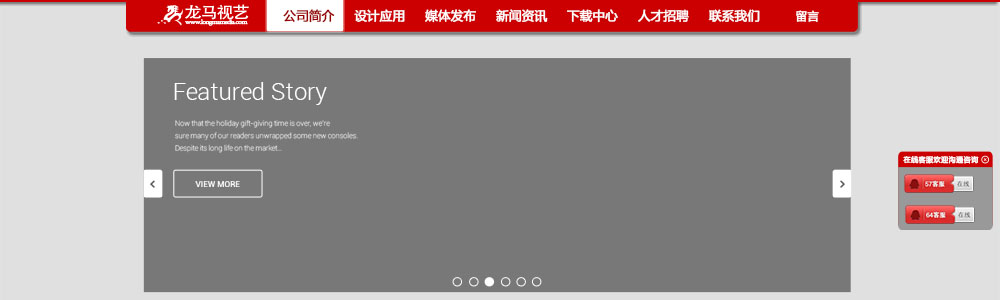 龙马视艺
www.longmamedia.com
公司简介 设计应用 媒体发布 新闻资讯 下载中心 人才招聘 联系我们 留言
Featured Story
Now that the holiday gift-giving time is over, we're
sure many of our readers unwrapped some new consoles.
Despite its long life on the market...
VIEW MORE
在线客服欢迎沟通咨询
57客服 在线
64客服 在线